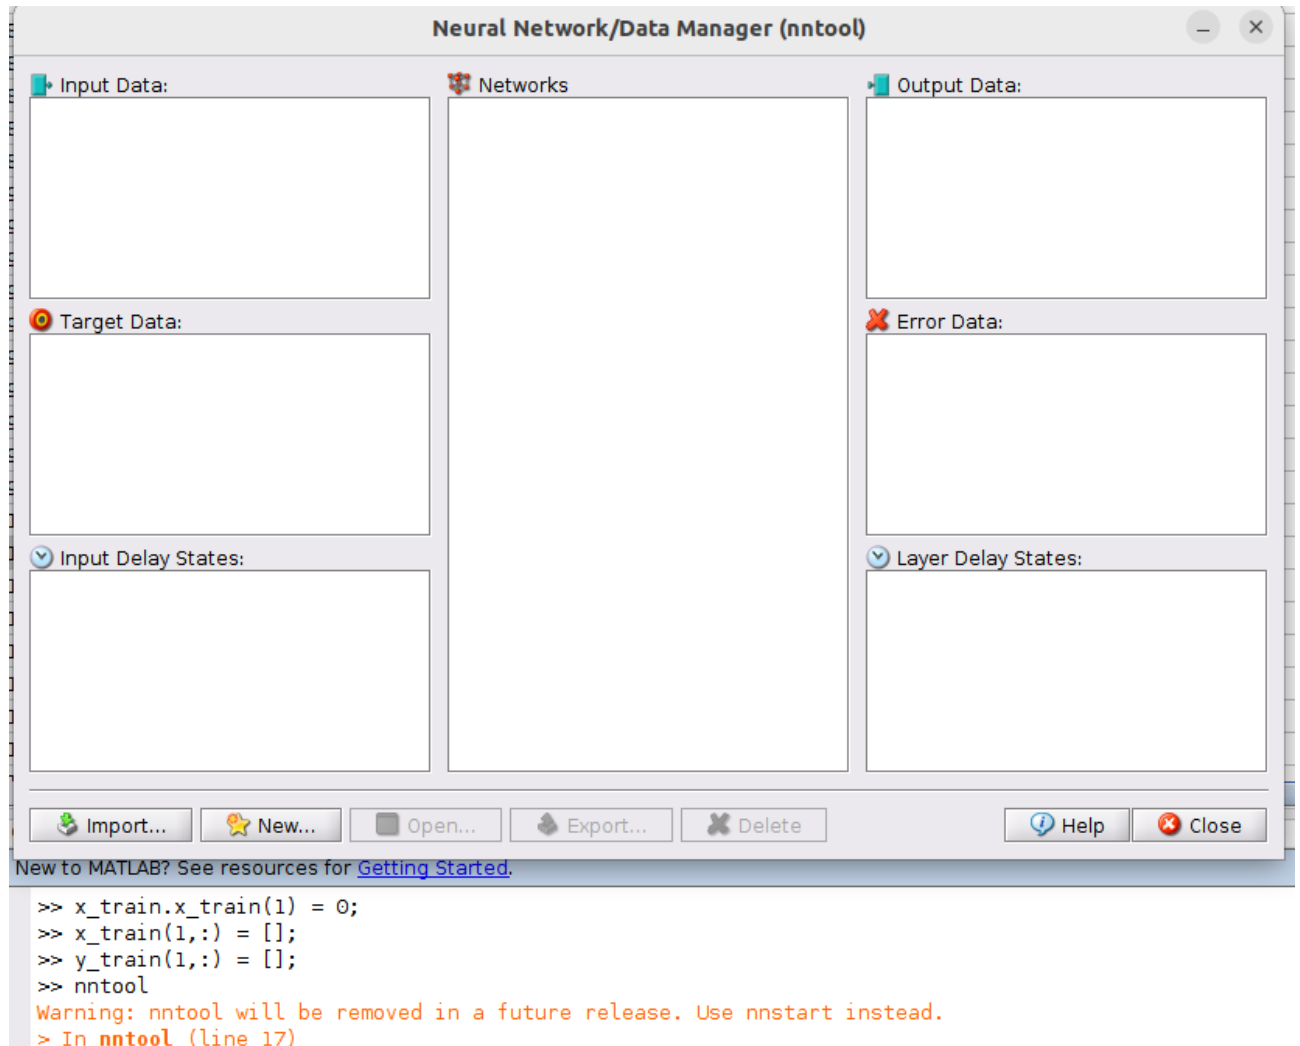 Neural Network/Data Manager (nntool)
Input Data:
Networks
Output Data:
Target Data:
Error Data:
Input Delay States:
Layer Delay States:
Import...
New...
Open...
Export...
Delete
Help
Close
New to MATLAB? See resources for Getting Started.
>> x_train.x_train(1) = 0;
>> x_train(1,:) = [];
>> y_train(1,:) = [];
>> nntool
Warning: nntool will be removed in a future release. Use nnstart instead.
> In nntool (line 17)